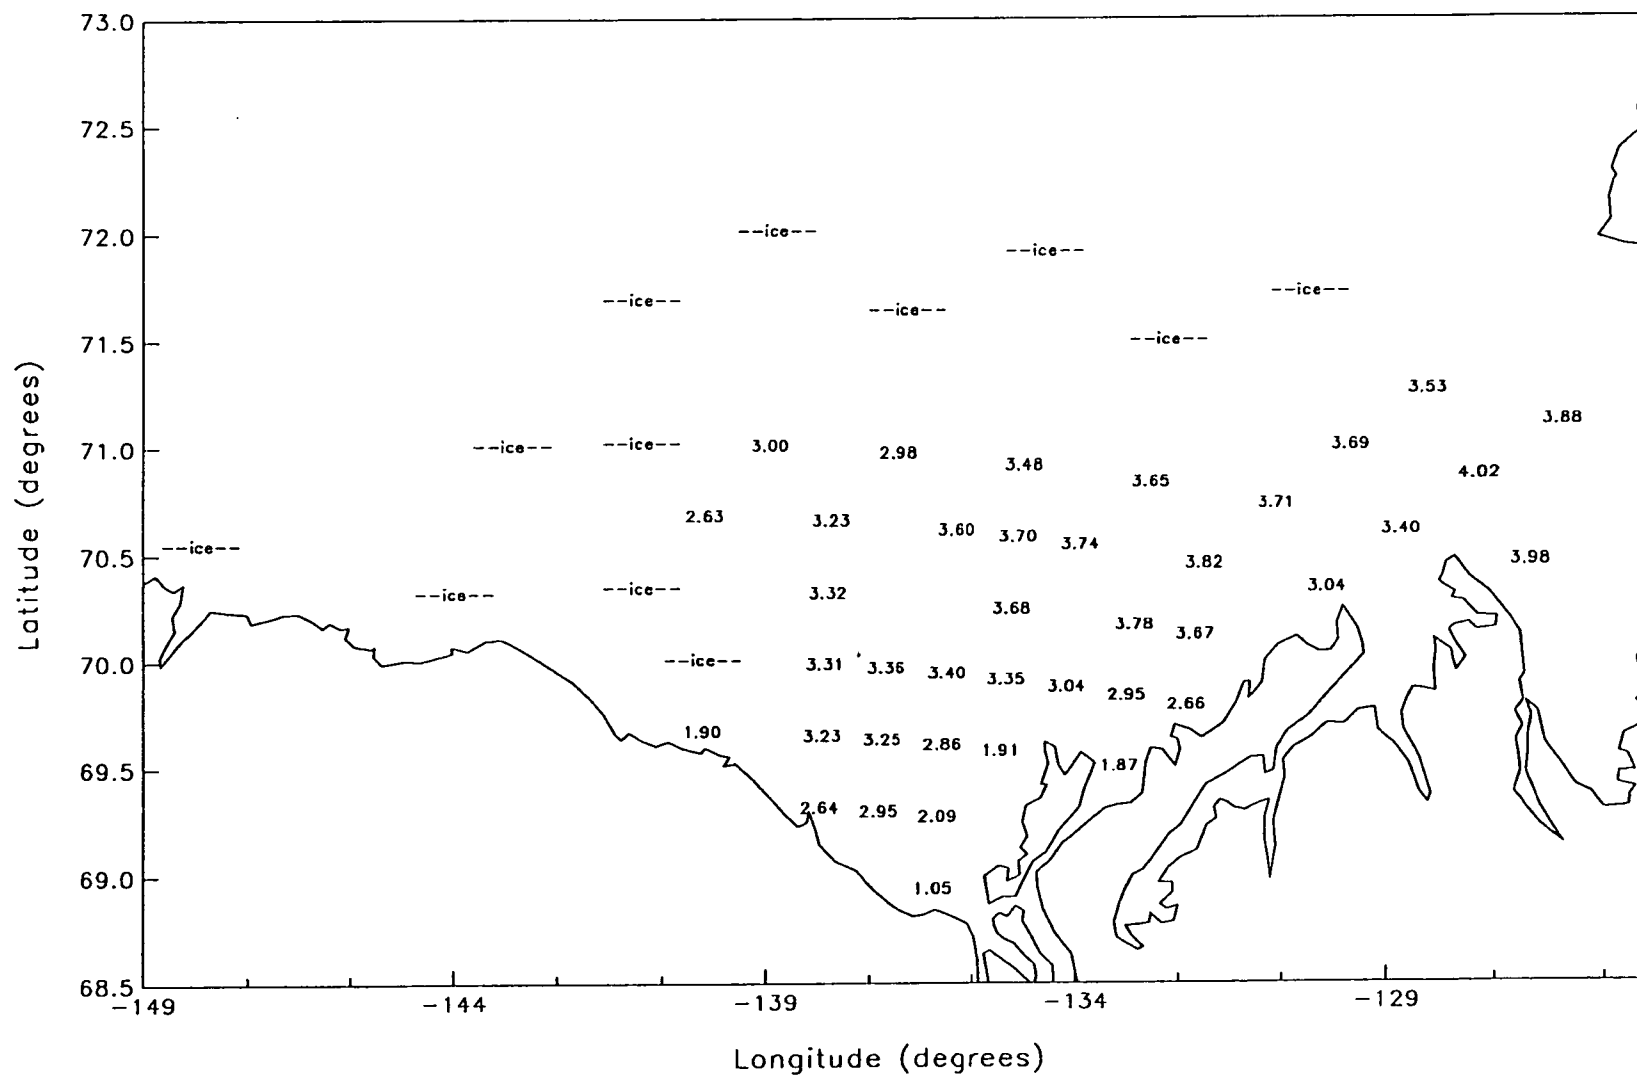 73.0
72.5
72.0
71.5
71.0
70.5
70.0
69.5
69.0
68.5
Latitude (degrees)
--ice--
--ice--
--ice--
--ice--
--ice--
--ice--
3.53
3.88
--ice-- --ice-- 3.00 2.98 3.48 3.65 3.69 4.02
2.63 3.23 3.60 3.70 3.74 3.71 3.40
--ice-- 3.82 3.98
--ice-- --ice-- 3.32 3.68 3.04
3.78 3.67
--ice-- 3.31 3.36 3.40 3.35 3.04 2.95 2.66
1.90 3.23 3.25 2.86 1.91 1.87
2.64 2.95 2.09
1.05
-149 -144 -139 -134 -129
Longitude (degrees)